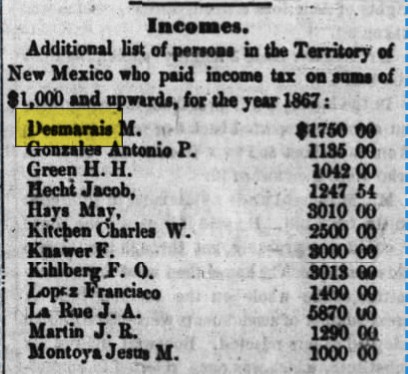 Incomes.
Additional list of persons in the Territory of
New Mexico who paid income tax on sums of
$1,000 and upwards, for the year 1867:
Desmarais M. $1750 00
Gonzales Antonio P. 1135 00
Green H. H. 1042 00
Hecht Jacob, 1247 54
Hays May, 3010 00
Kitchen Charles W. 2500 00
Knawer F. 3000 00
Kihlberg F. O. 3013 00
Lopez Francisco 1400 00
La Rue J. A. 5870 00
Martin J. R. 1290 00
Montoya Jesus M. 1000 00